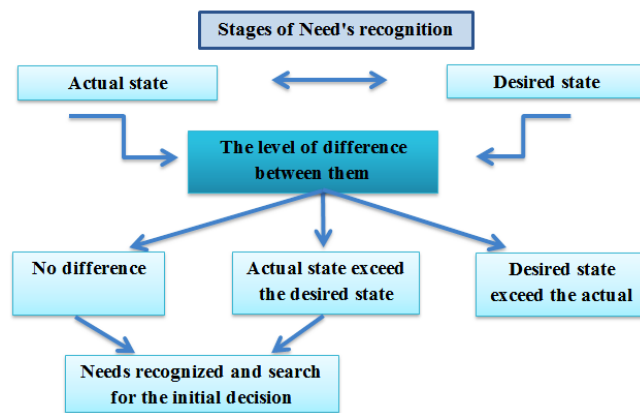 Stages of Need's recognition
Actual state
Desired state
The level of difference
between them
No difference
Actual state exceed
the desired state
Desired state
exceed the actual
Needs recognized and search
for the initial decision